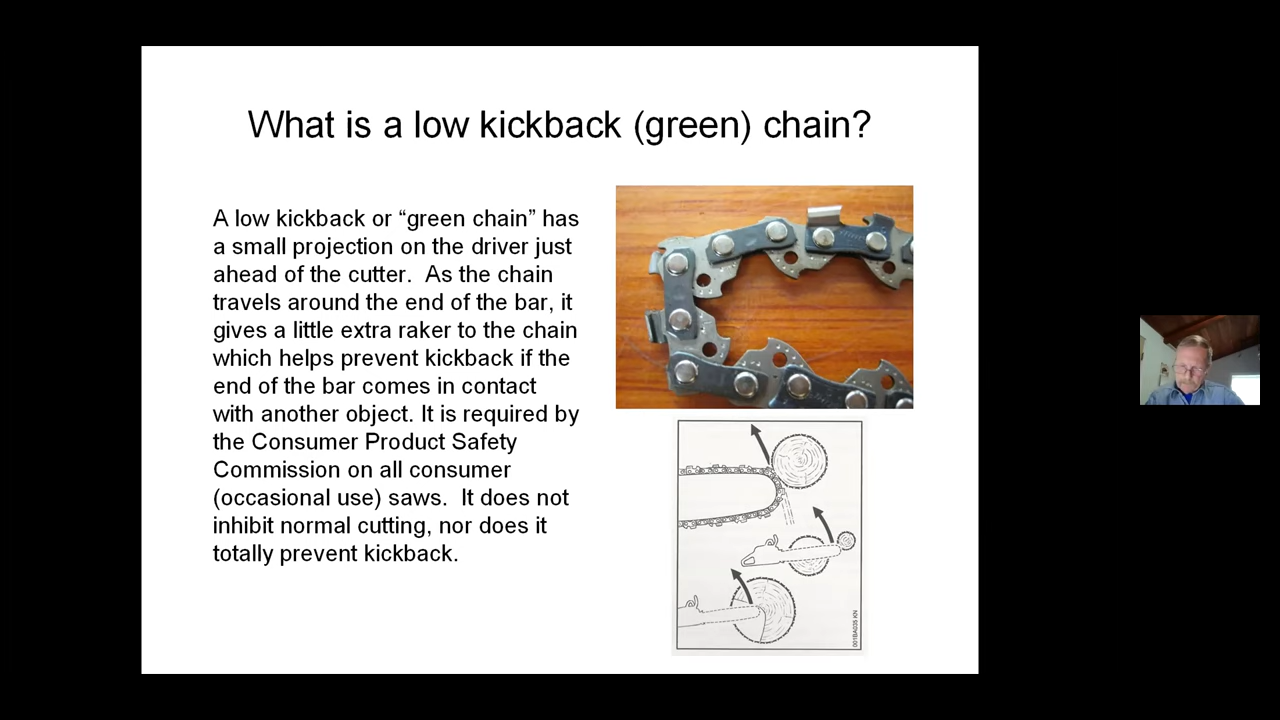 What is a low kickback (green) chain?
A low kickback or “green chain” has
a small projection on the driver just
ahead of the cutter.  As the chain
travels around the end of the bar, it
gives a little extra raker to the chain
which helps prevent kickback if the
end of the bar comes in contact
with another object. It is required by
the Consumer Product Safety
Commission on all consumer
(occasional use) saws.  It does not
inhibit normal cutting, nor does it
totally prevent kickback.
001BA035 KN